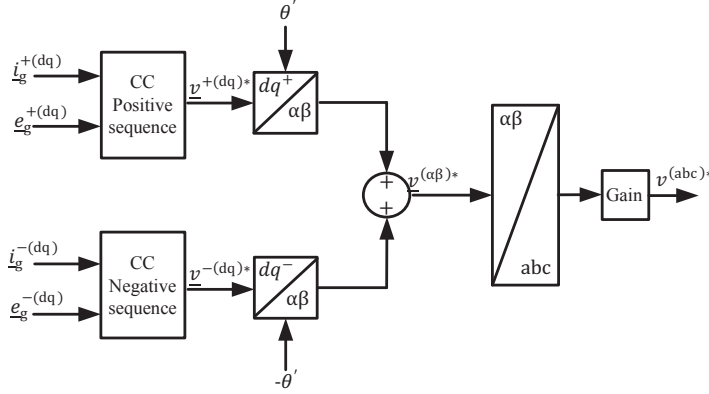 θ′
i_g^{+(dq)}
e_g^{+(dq)}
CC
Positive
sequence
v^{+(dq)*}
dq⁺
αβ
+
+
v^{(αβ)*}
αβ
abc
Gain
v^{(abc)*}
i_g^{-(dq)}
e_g^{-(dq)}
CC
Negative
sequence
v^{-(dq)*}
dq⁻
αβ
-θ′